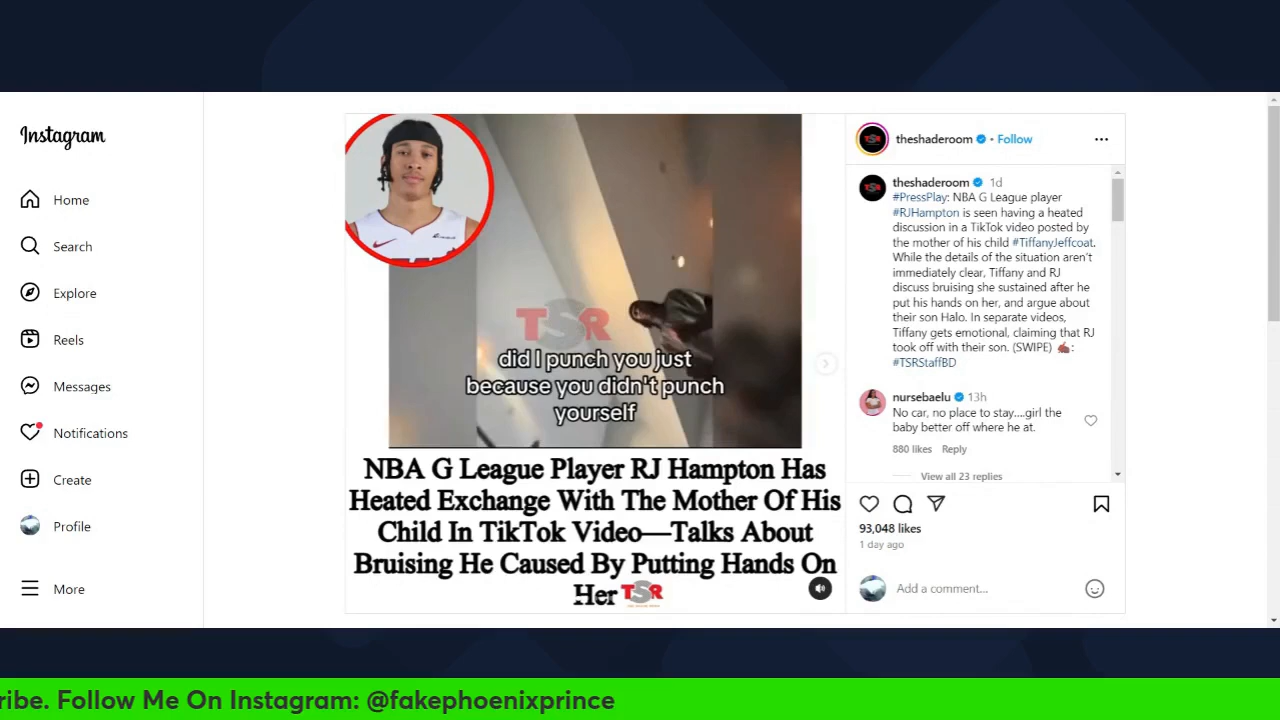 Instagram
Home
Search
Explore
Reels
Messages
Notifications
Create
Profile
More
TSR
did I punch you just
because you didn't punch
yourself
NBA G League Player RJ Hampton Has
Heated Exchange With The Mother Of His
Child In TikTok Video—Talks About
Bruising He Caused By Putting Hands On
Her TSR
theshaderoom • Follow
theshaderoom 1d
#PressPlay: NBA G League player
#RJHampton is seen having a heated
discussion in a TikTok video posted by
the mother of his child #TiffanyJeffcoat.
While the details of the situation aren't
immediately clear, Tiffany and RJ
discuss bruising she sustained after he
put his hands on her, and argue about
their son Halo. In separate videos,
Tiffany gets emotional, claiming that RJ
took off with their son. (SWIPE) ✍🏾:
#TSRStaffBD
nursebaelu 13h
No car, no place to stay....girl the
baby better off where he at.
880 likes Reply
View all 23 replies
93,048 likes
1 day ago
Add a comment...
ribe. Follow Me On Instagram: @fakephoenixprince